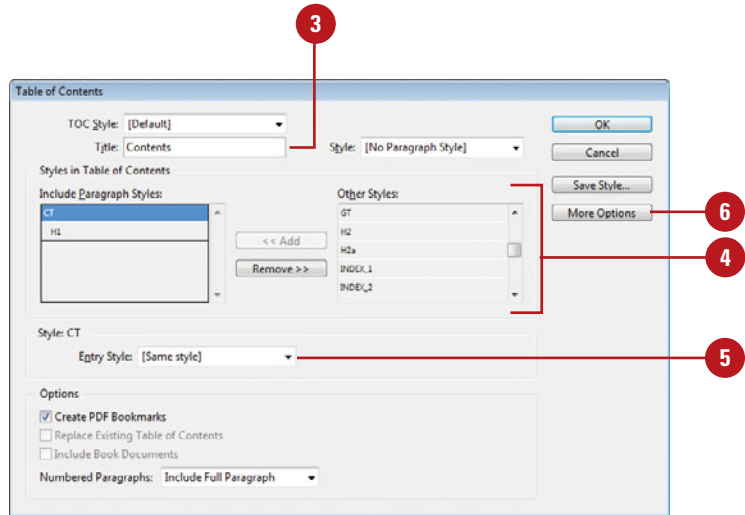 3
Table of Contents
TOC Style: [Default]
OK
Title: Contents
Style: [No Paragraph Style]
Cancel
Styles in Table of Contents
Save Style...
Include Paragraph Styles:
Other Styles:
More Options
6
CT
GT
H1
H2
<< Add
H2a
4
Remove >>
INDEX_1
INDEX_2
Style: CT
Entry Style: [Same style]
5
Options
Create PDF Bookmarks
Replace Existing Table of Contents
Include Book Documents
Numbered Paragraphs: Include Full Paragraph